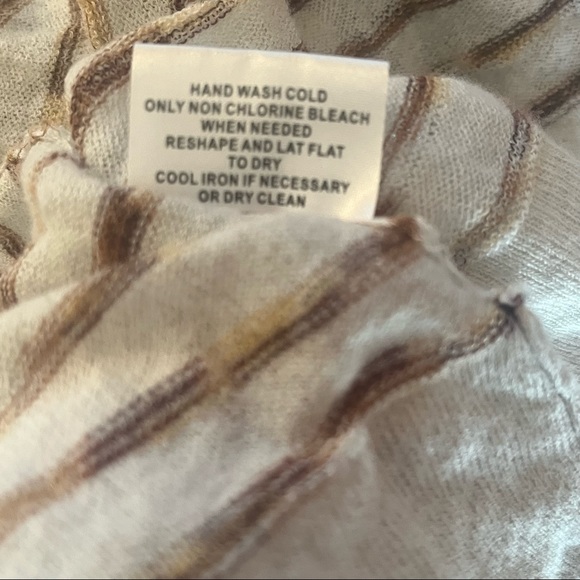 HAND WASH COLD
ONLY NON CHLORINE BLEACH
WHEN NEEDED
RESHAPE AND LAT FLAT
TO DRY
COOL IRON IF NECESSARY
OR DRY CLEAN